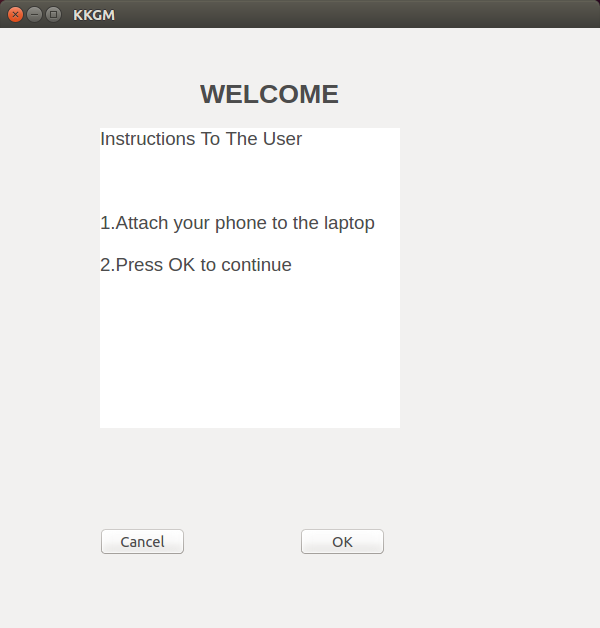 KKGM
WELCOME
Instructions To The User
1.Attach your phone to the laptop
2.Press OK to continue
Cancel
OK